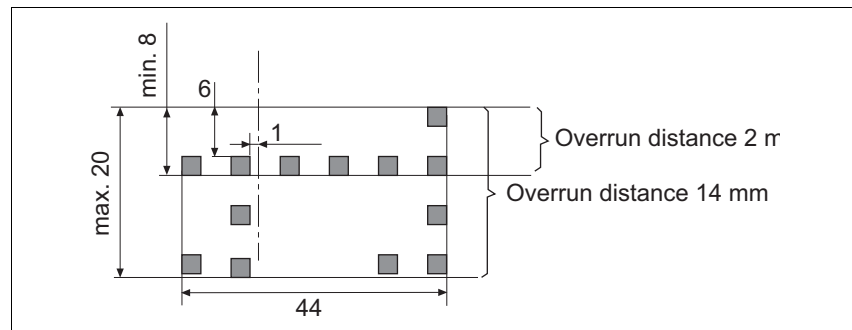 min. 8
6
1
max. 20
Overrun distance 2 m
Overrun distance 14 mm
44